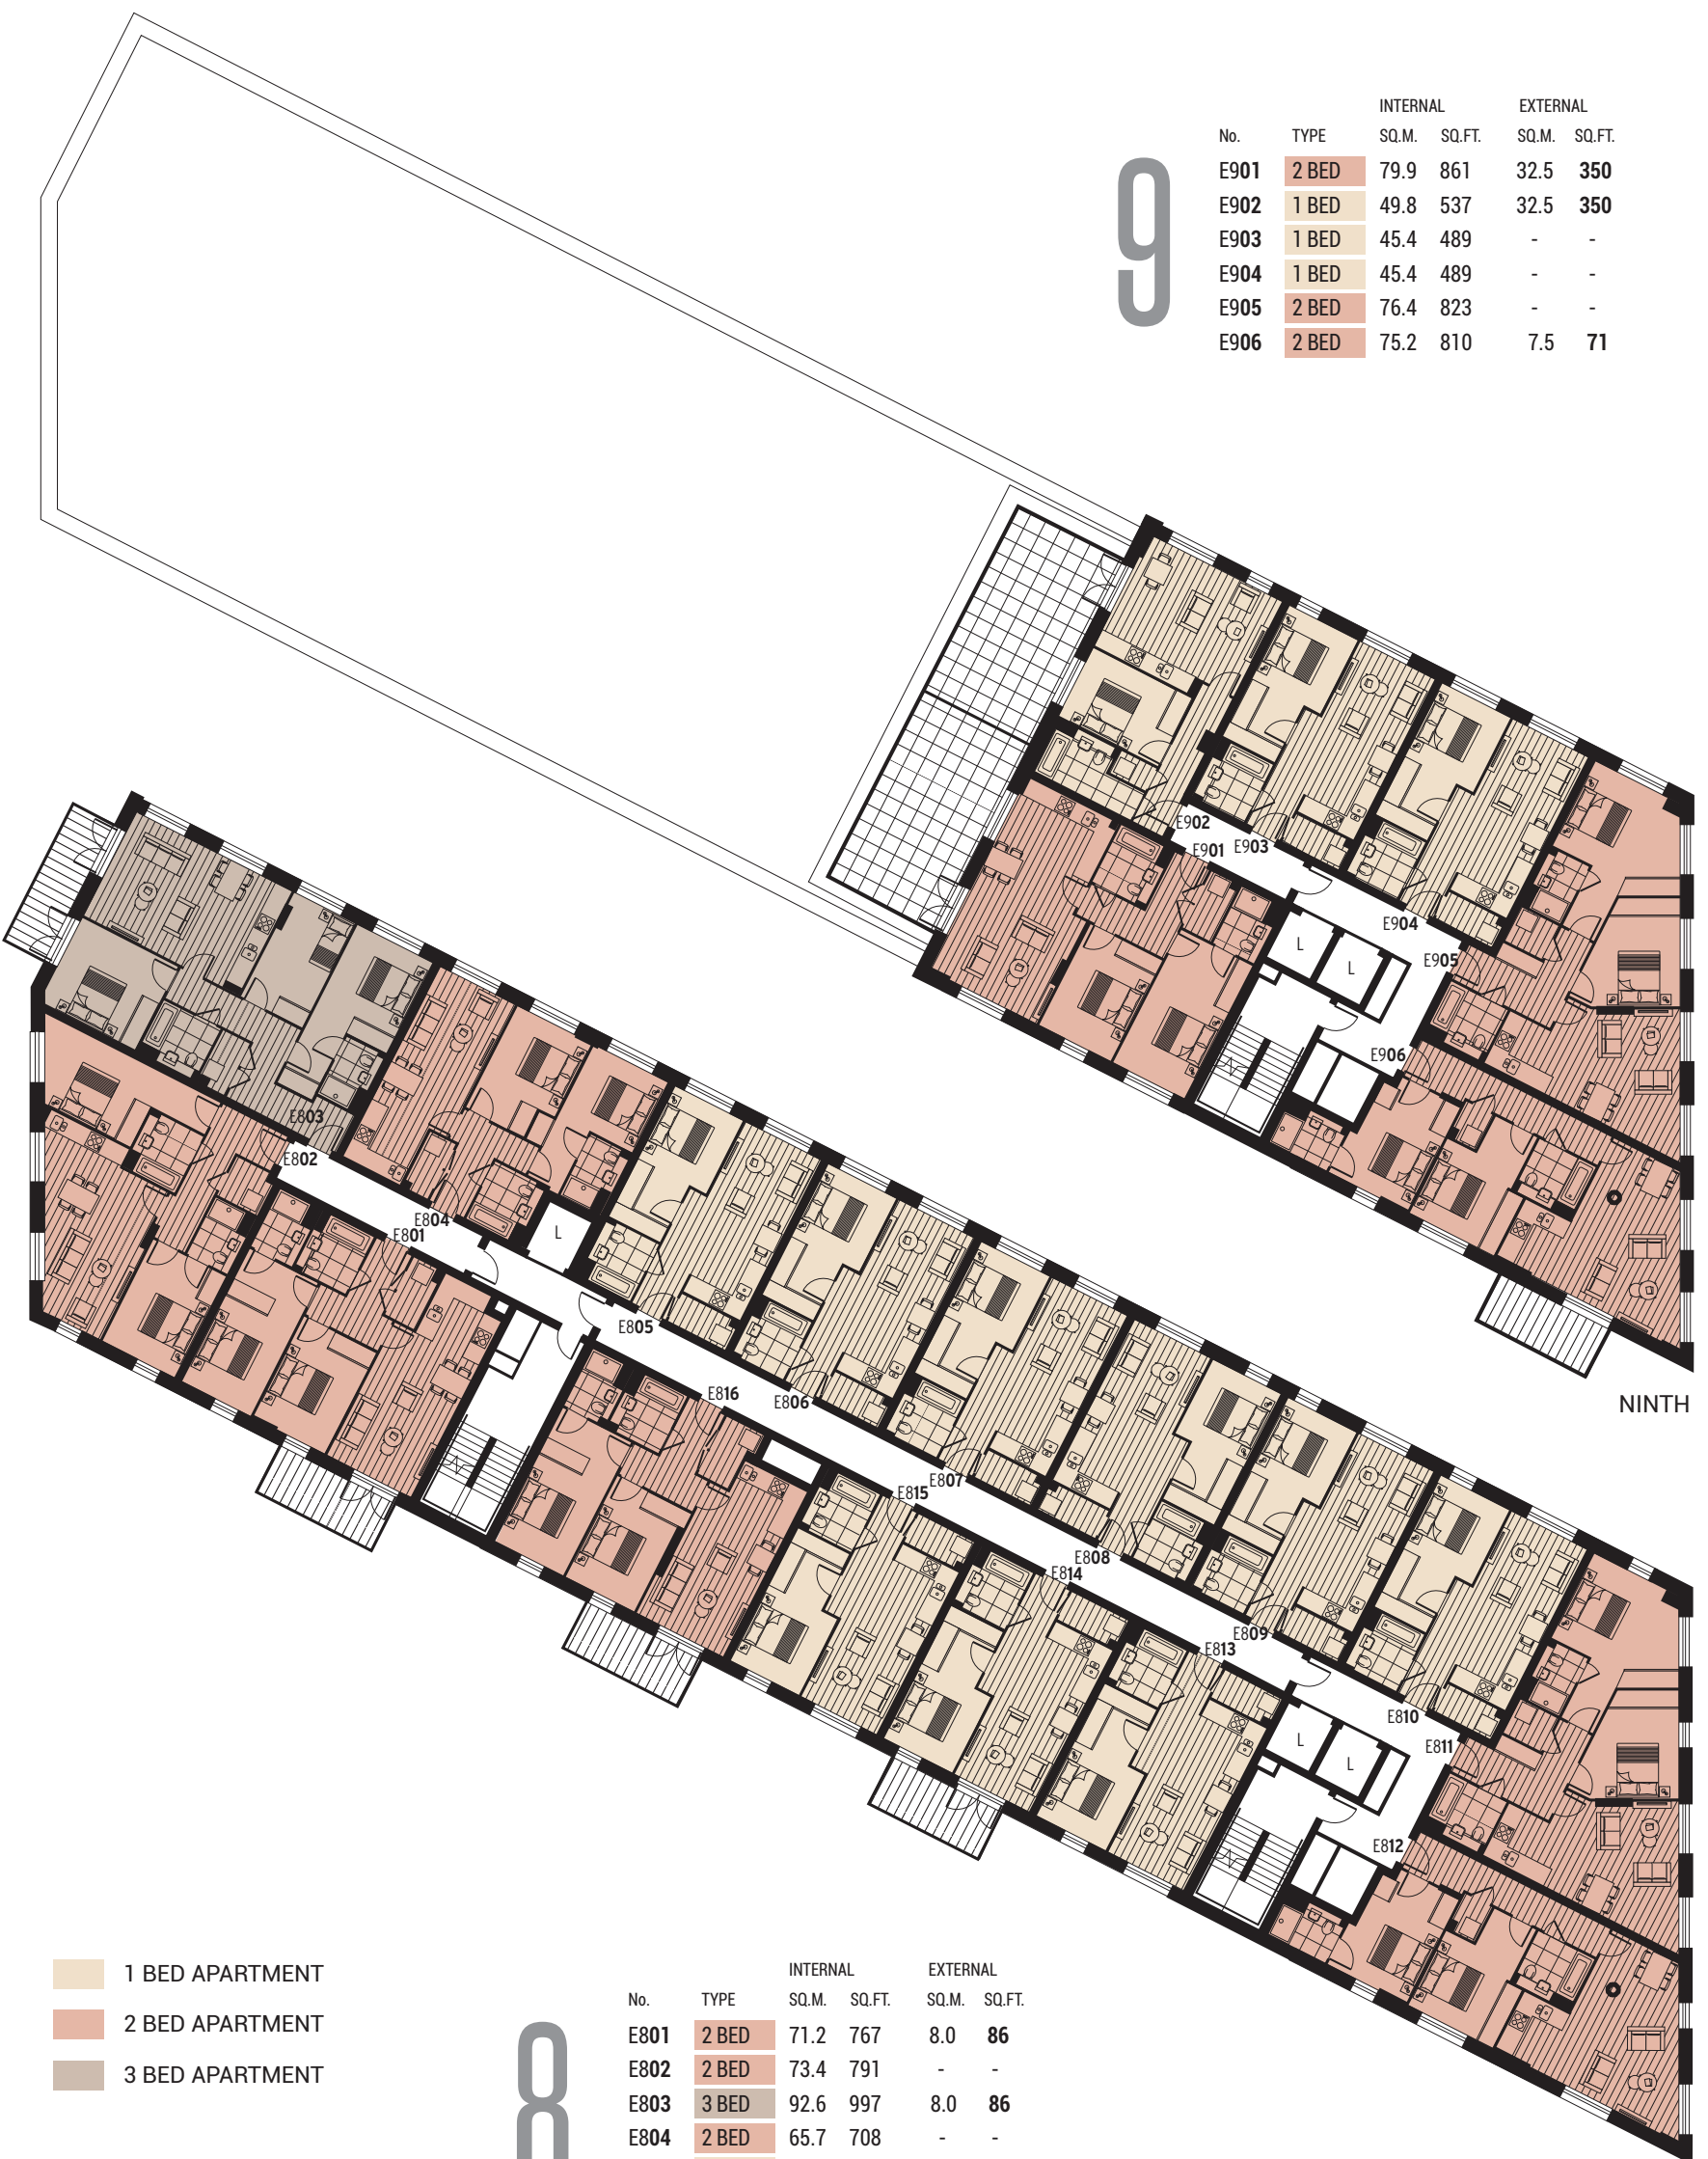 INTERNAL EXTERNAL
No. TYPE SQ.M. SQ.FT. SQ.M. SQ.FT.
9
E901 2 BED 79.9 861 32.5 350
E902 1 BED 49.8 537 32.5 350
E903 1 BED 45.4 489 - -
E904 1 BED 45.4 489 - -
E905 2 BED 76.4 823 - -
E906 2 BED 75.2 810 7.5 71
E902
E901
E903
E904
E905
L
L
E906
E803
E802
E804
E801
L
E805
E816
E806
NINTH
E807
E815
E808
E814
E809
E813
E810
E811
L
L
E812
1 BED APARTMENT
2 BED APARTMENT
3 BED APARTMENT
INTERNAL EXTERNAL
No. TYPE SQ.M. SQ.FT. SQ.M. SQ.FT.
8
E801 2 BED 71.2 767 8.0 86
E802 2 BED 73.4 791 - -
E803 3 BED 92.6 997 8.0 86
E804 2 BED 65.7 708 - -